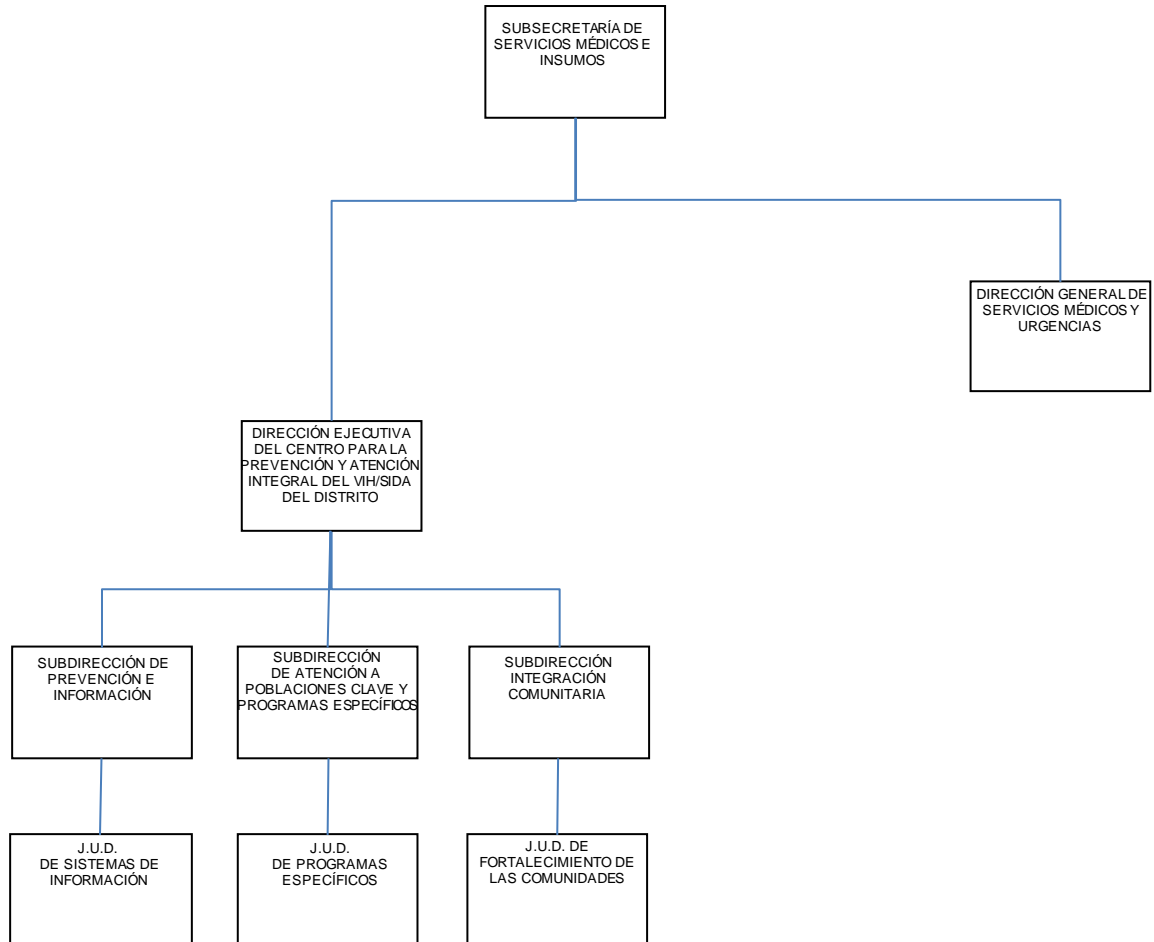 SUBSECRETARÍA DE
SERVICIOS MÉDICOS E
INSUMOS
DIRECCIÓN GENERAL DE
SERVICIOS MÉDICOS Y
URGENCIAS
DIRECCIÓN EJECUTIVA
DEL CENTRO PARA LA
PREVENCIÓN Y ATENCIÓN
INTEGRAL DEL VIH/SIDA
DEL DISTRITO
SUBDIRECCIÓN DE
PREVENCIÓN E
INFORMACIÓN
SUBDIRECCIÓN
DE ATENCIÓN A
POBLACIONES CLAVE Y
PROGRAMAS ESPECÍFICOS
SUBDIRECCIÓN
INTEGRACIÓN
COMUNITARIA
J.U.D.
DE SISTEMAS DE
INFORMACIÓN
J.U.D.
DE PROGRAMAS
ESPECÍFICOS
J.U.D. DE
FORTALECIMIENTO DE
LAS COMUNIDADES